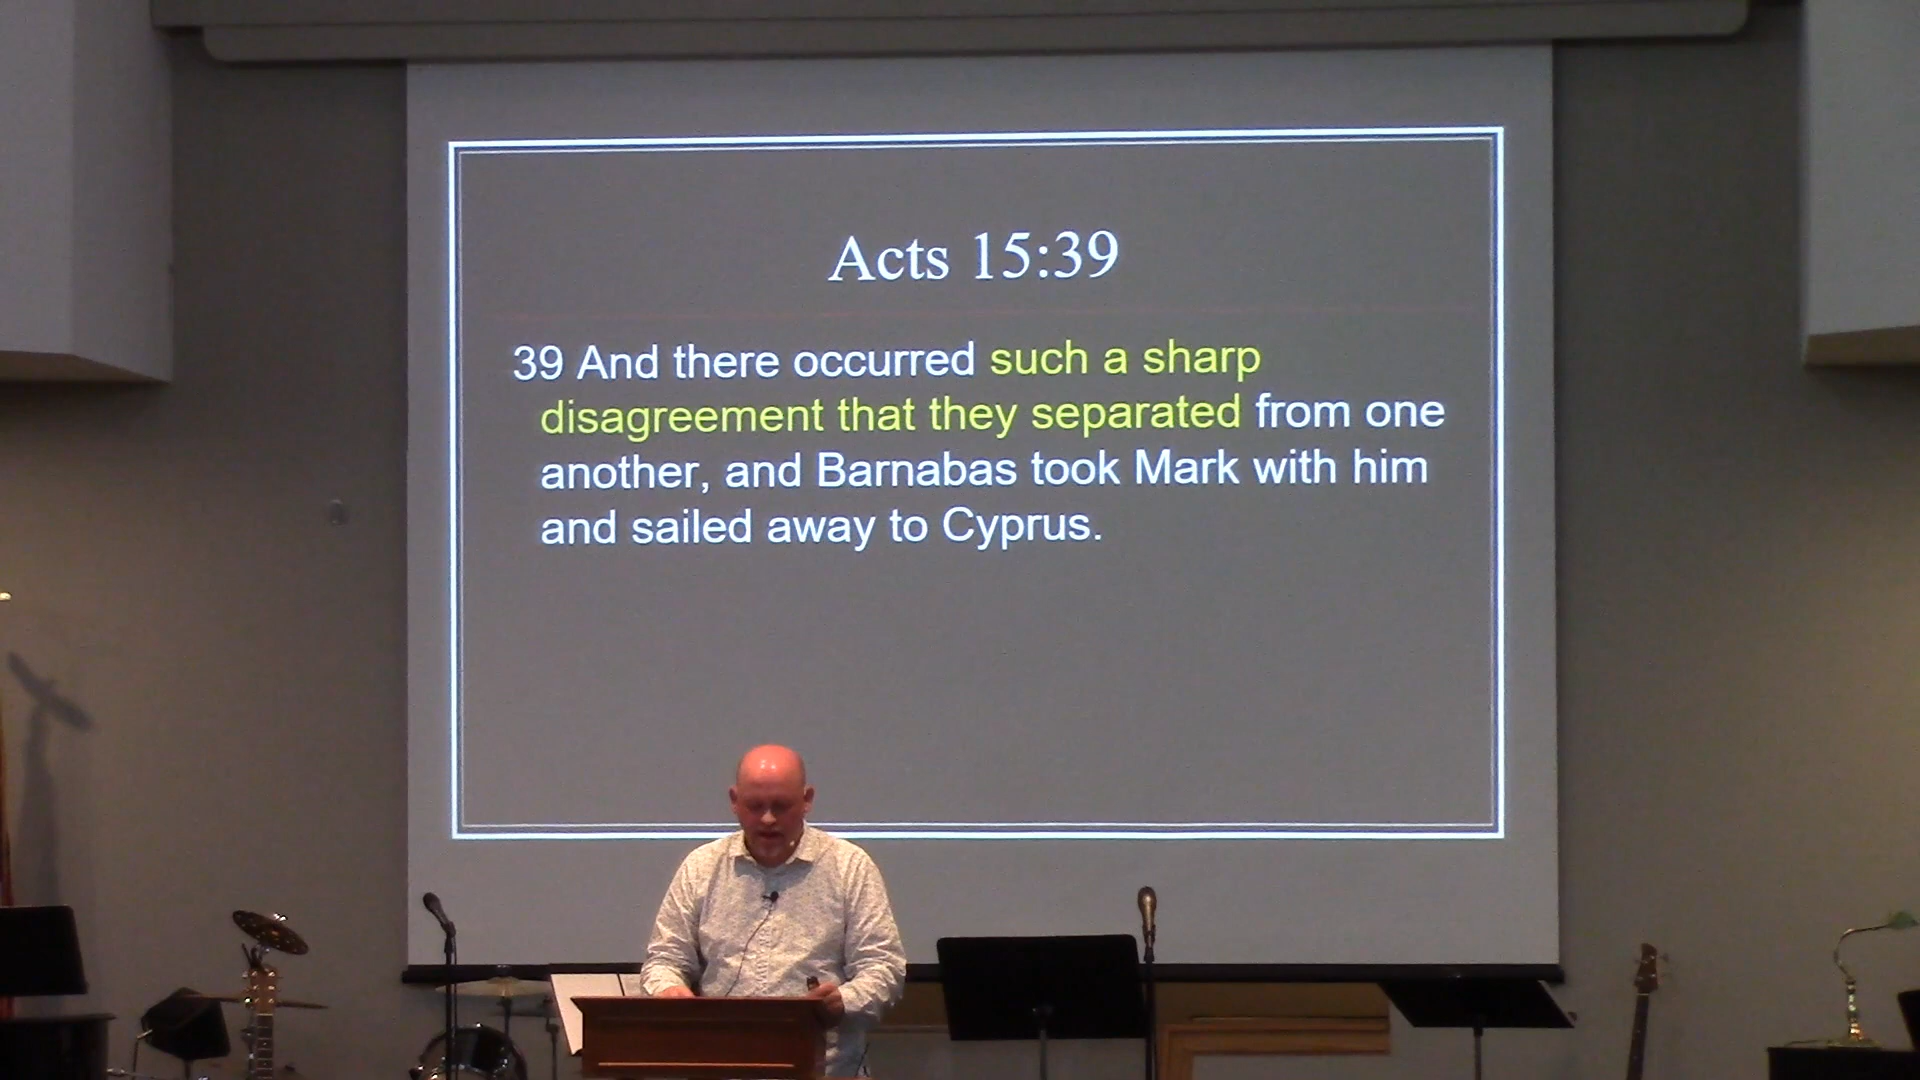 Acts 15:39
39 And there occurred such a sharp
disagreement that they separated from one
another, and Barnabas took Mark with him
and sailed away to Cyprus.